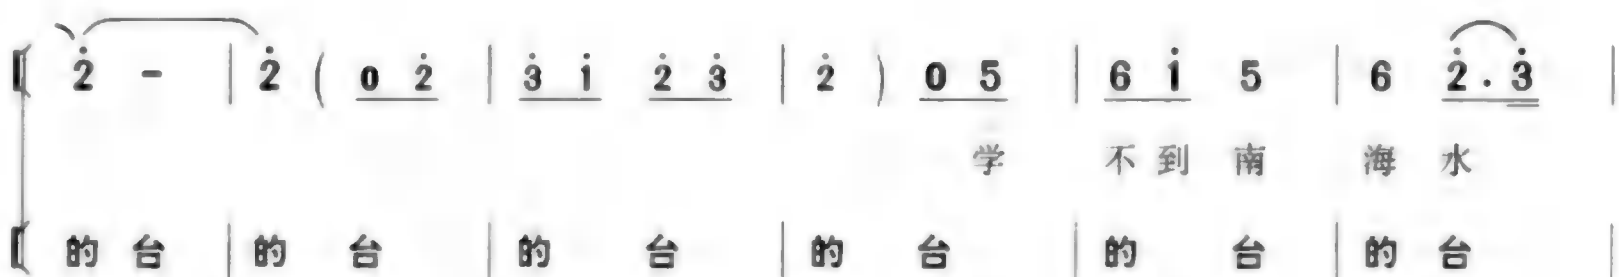 2̇ - | 2̇ ( 0 2̇ | 3̇ 1̇ 2̇ 3̇ | 2̇ ) 0 5 | 6 1̇ 5 | 6 2̇ . 3̇ |
学 不 到 南 海 水
的 台 | 的 台 | 的 台 | 的 台 | 的 台 | 的 台 |